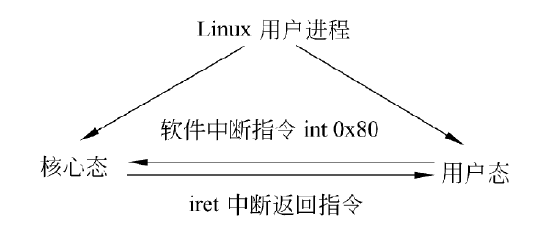 Linux 用户进程
软件中断指令 int 0x80
核心态
用户态
iret 中断返回指令